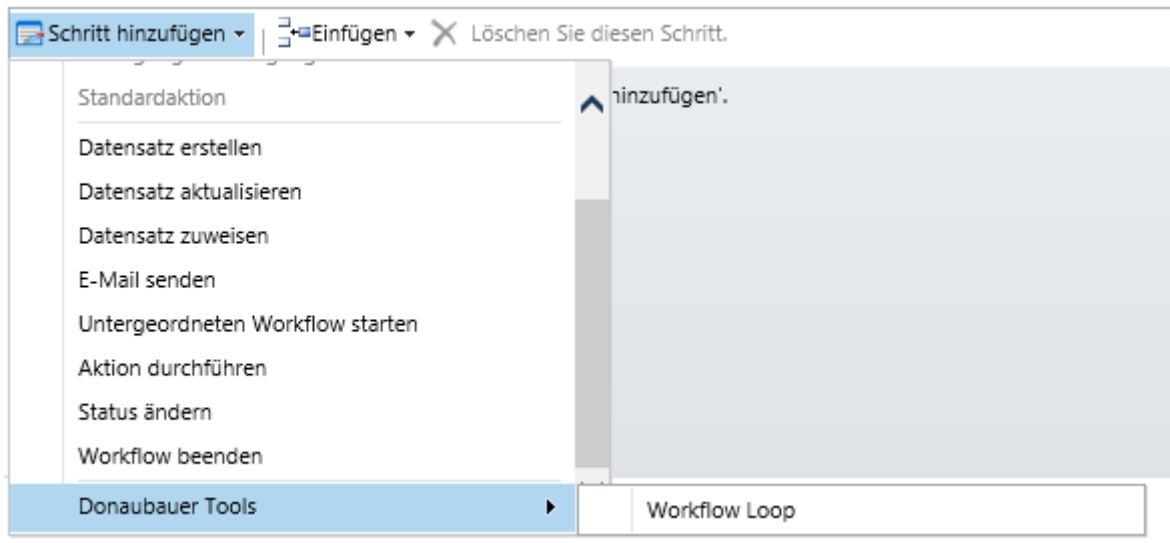 Schritt hinzufügen Einfügen Löschen Sie diesen Schritt.
Standardaktion
hinzufügen'.
Datensatz erstellen
Datensatz aktualisieren
Datensatz zuweisen
E-Mail senden
Untergeordneten Workflow starten
Aktion durchführen
Status ändern
Workflow beenden
Donaubauer Tools
Workflow Loop